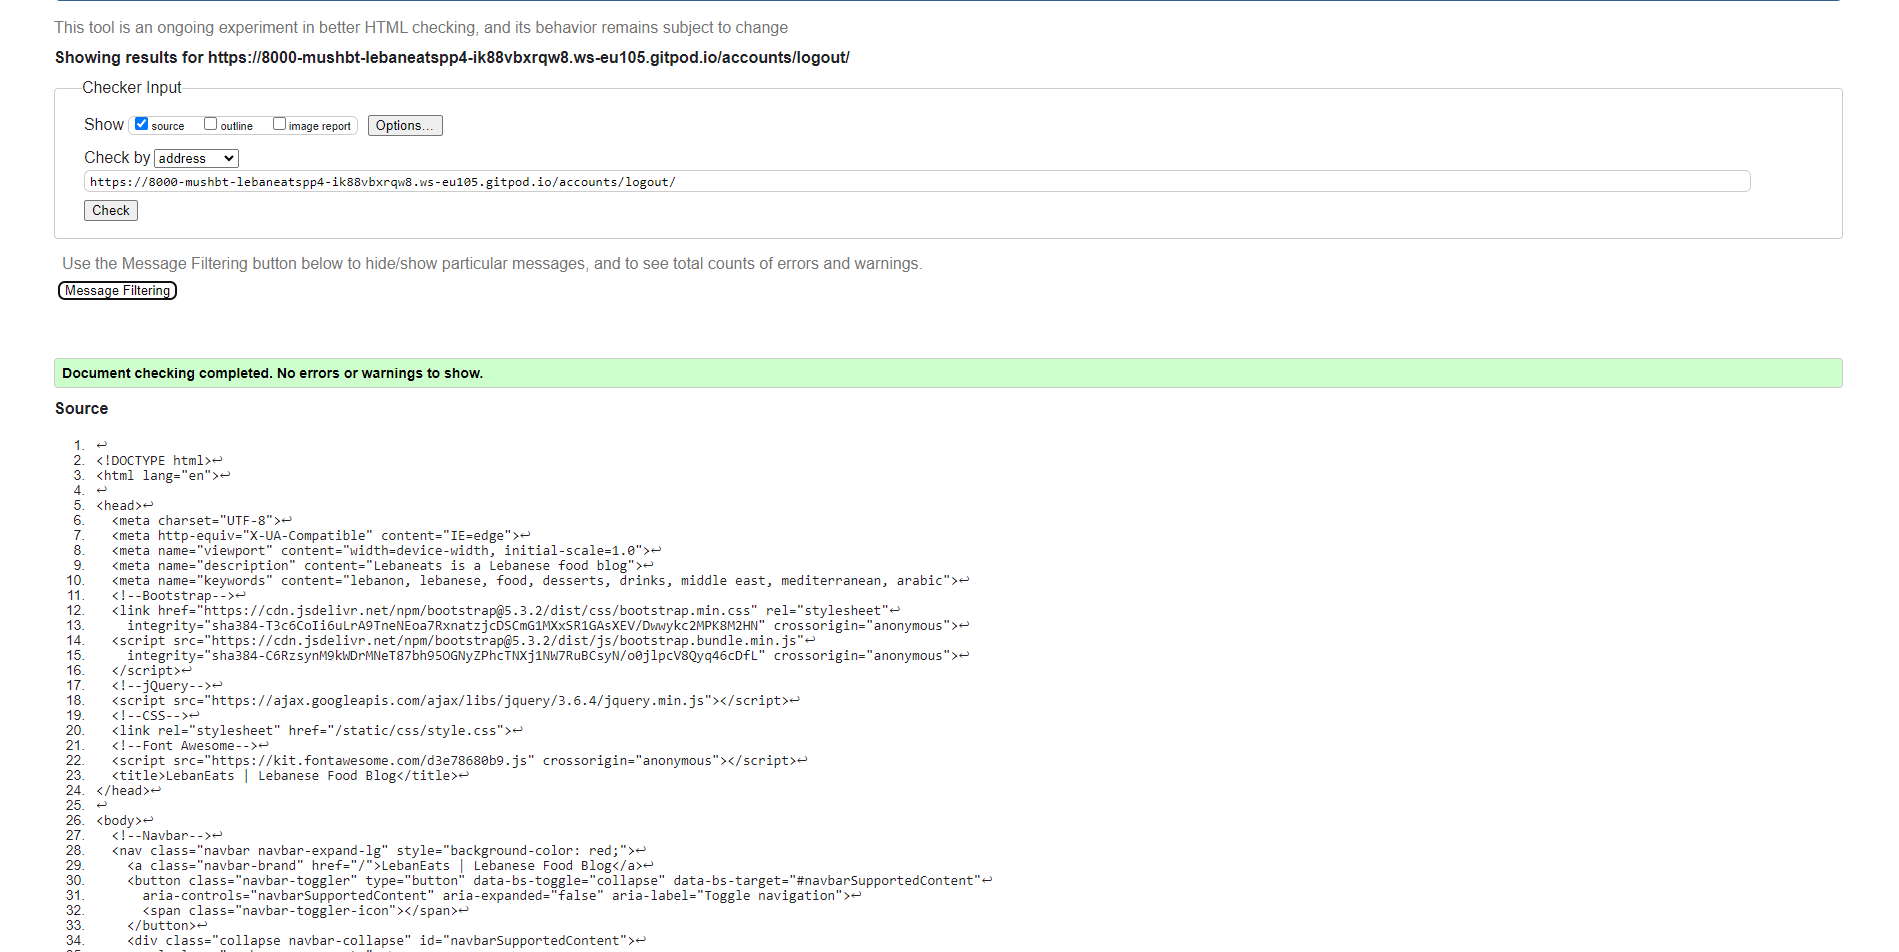 This tool is an ongoing experiment in better HTML checking, and its behavior remains subject to change
Showing results for https://8000-mushbt-lebaneatspp4-ik88vbxrqw8.ws-eu105.gitpod.io/accounts/logout/
Checker Input
Show source outline image report Options...
Check by address
https://8000-mushbt-lebaneatspp4-ik88vbxrqw8.ws-eu105.gitpod.io/accounts/logout/
Check
Use the Message Filtering button below to hide/show particular messages, and to see total counts of errors and warnings.
Message Filtering
Document checking completed. No errors or warnings to show.
Source
1. ↩
2. <!DOCTYPE html>↩
3. <html lang="en">↩
4. ↩
5. <head>↩
6. <meta charset="UTF-8">↩
7. <meta http-equiv="X-UA-Compatible" content="IE=edge">↩
8. <meta name="viewport" content="width=device-width, initial-scale=1.0">↩
9. <meta name="description" content="Lebaneats is a Lebanese food blog">↩
10. <meta name="keywords" content="lebanon, lebanese, food, desserts, drinks, middle east, mediterranean, arabic">↩
11. <!--Bootstrap-->↩
12. <link href="https://cdn.jsdelivr.net/npm/bootstrap@5.3.2/dist/css/bootstrap.min.css" rel="stylesheet"↩
13. integrity="sha384-T3c6CoIi6uLrA9TneNEoa7RxnatzjcDSCmG1MXxSR1GAsXEV/Dwwykc2MPK8M2HN" crossorigin="anonymous">↩
14. <script src="https://cdn.jsdelivr.net/npm/bootstrap@5.3.2/dist/js/bootstrap.bundle.min.js"↩
15. integrity="sha384-C6RzsynM9kWDrMNeT87bh95OGNyZPhcTNXj1NW7RuBCsyN/o0jlpcV8Qyq46cDfL" crossorigin="anonymous">↩
16. </script>↩
17. <!--jQuery-->↩
18. <script src="https://ajax.googleapis.com/ajax/libs/jquery/3.6.4/jquery.min.js"></script>↩
19. <!--CSS-->↩
20. <link rel="stylesheet" href="/static/css/style.css">↩
21. <!--Font Awesome-->↩
22. <script src="https://kit.fontawesome.com/d3e78680b9.js" crossorigin="anonymous"></script>↩
23. <title>LebanEats | Lebanese Food Blog</title>↩
24. </head>↩
25. ↩
26. <body>↩
27. <!--Navbar-->↩
28. <nav class="navbar navbar-expand-lg" style="background-color: red;">↩
29. <a class="navbar-brand" href="/">LebanEats | Lebanese Food Blog</a>↩
30. <button class="navbar-toggler" type="button" data-bs-toggle="collapse" data-bs-target="#navbarSupportedContent"↩
31. aria-controls="navbarSupportedContent" aria-expanded="false" aria-label="Toggle navigation">↩
32. <span class="navbar-toggler-icon"></span>↩
33. </button>↩
34. <div class="collapse navbar-collapse" id="navbarSupportedContent">↩